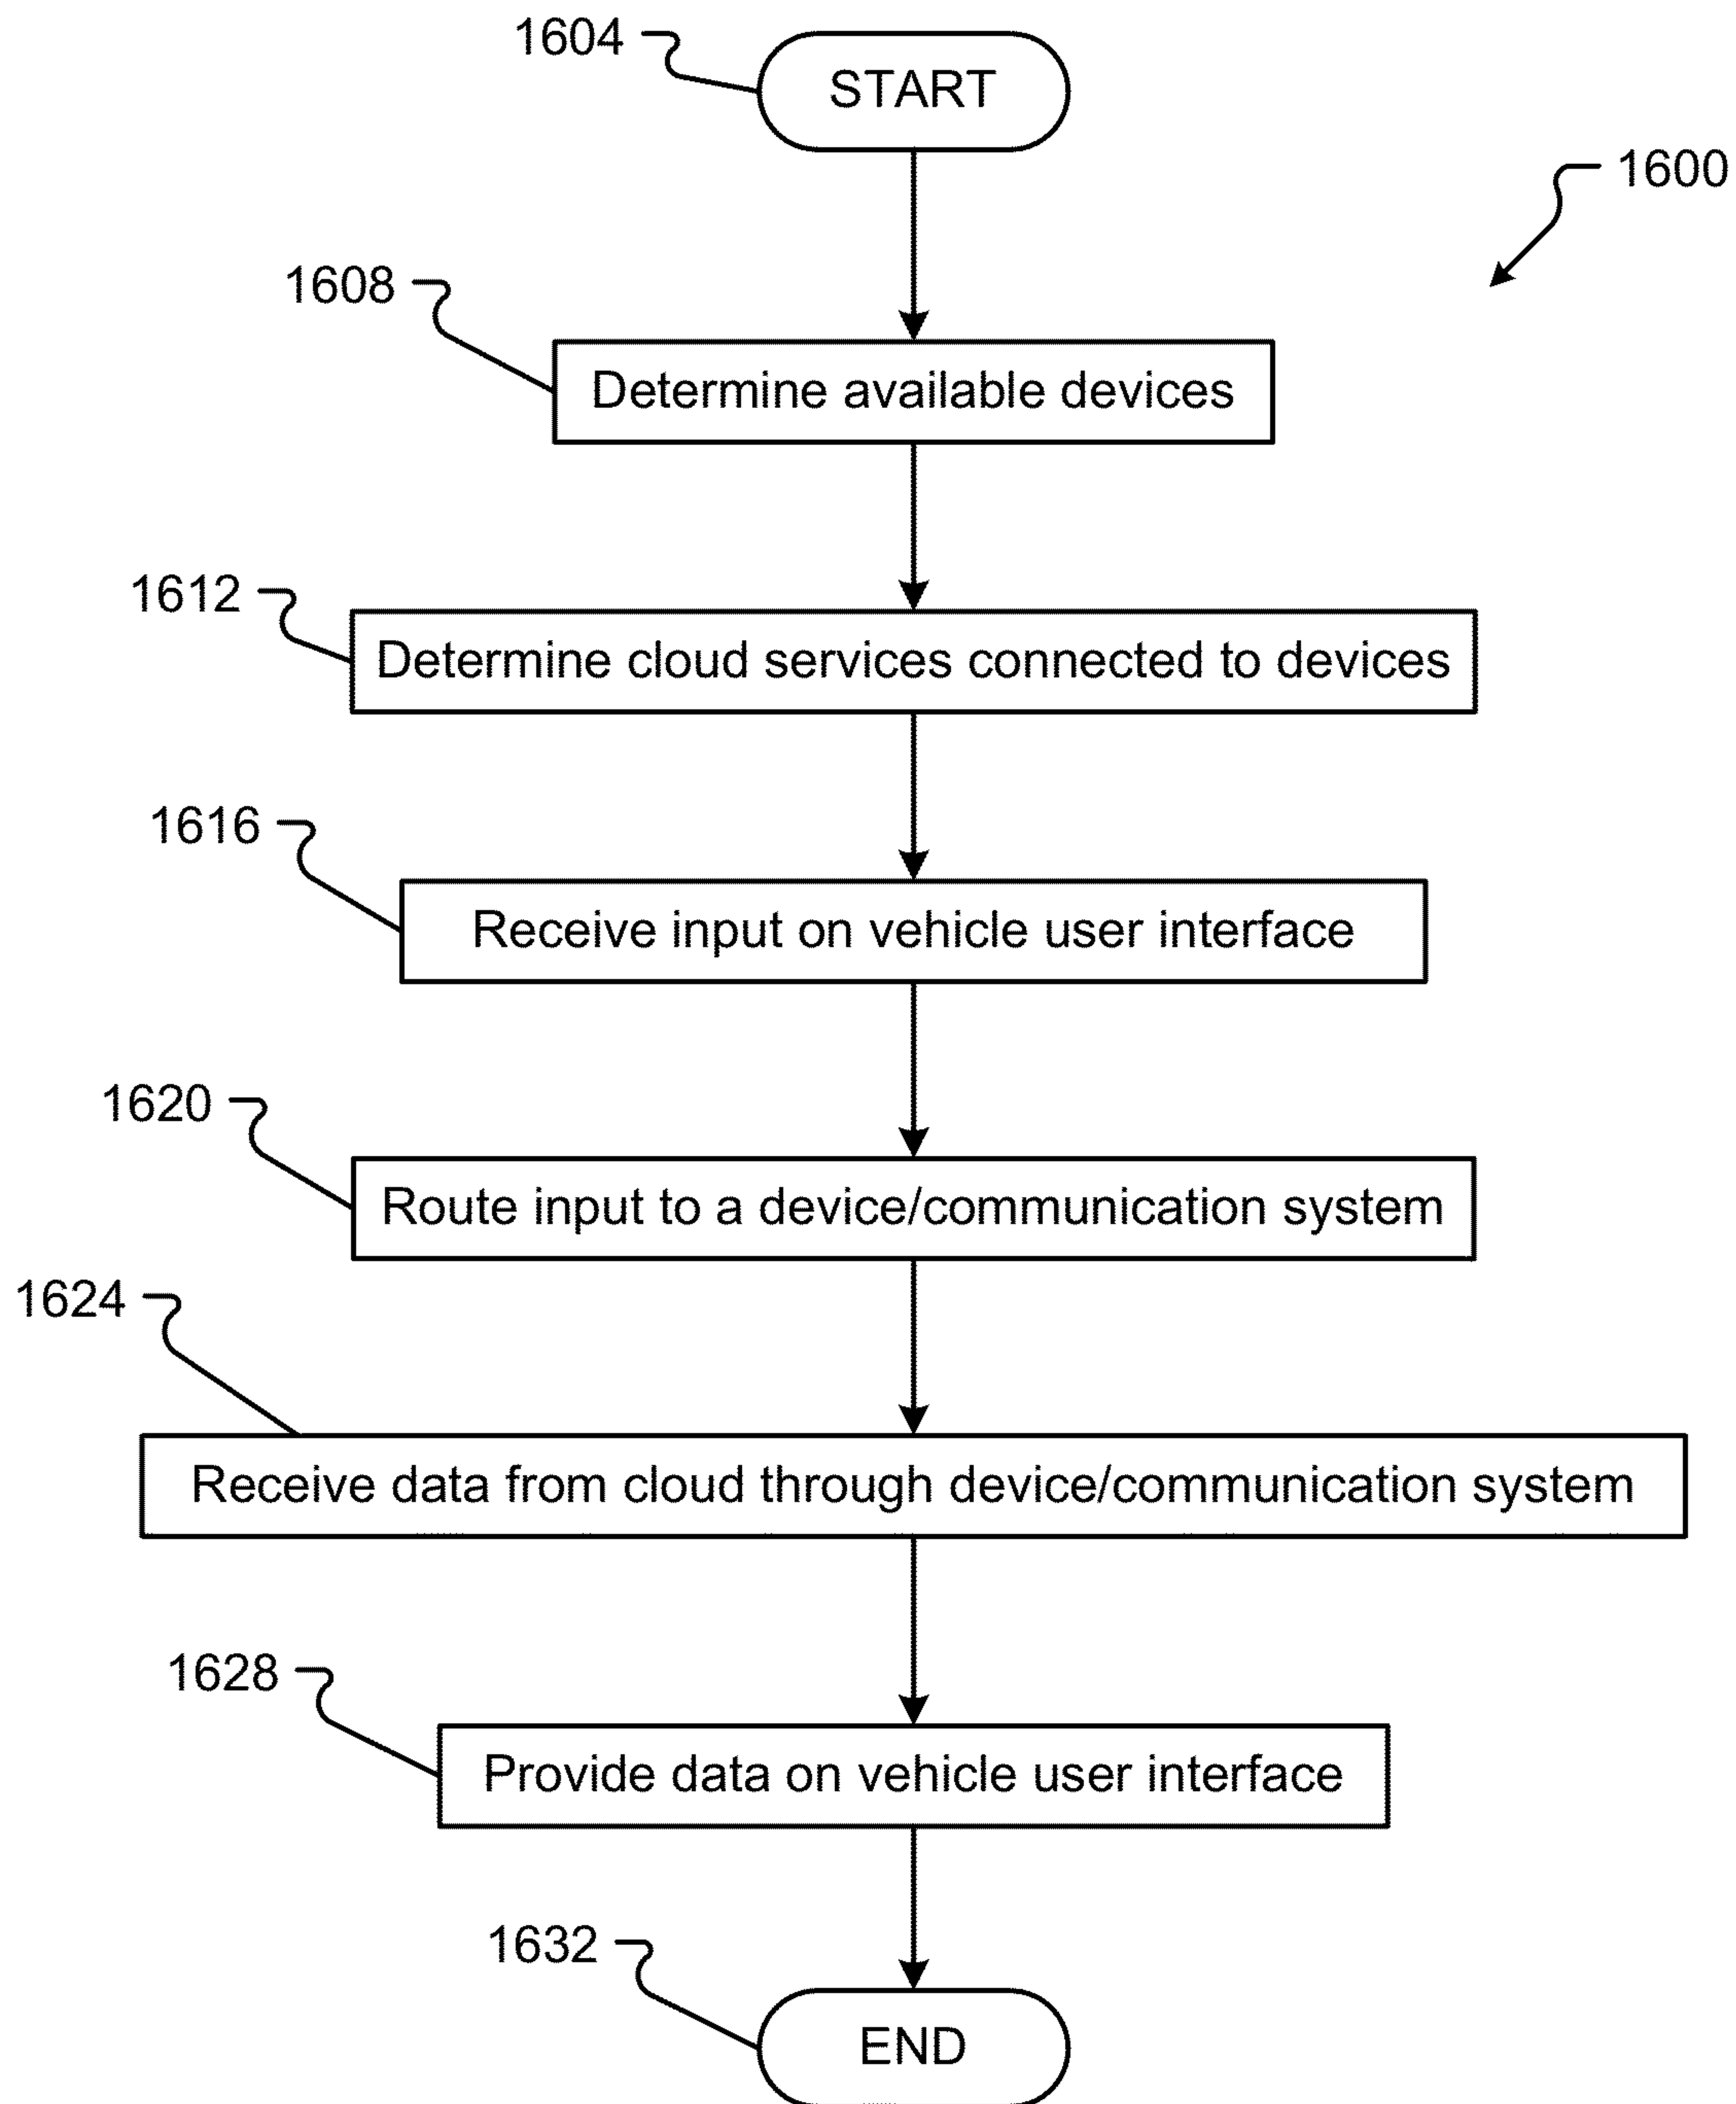 1604
START
1600
1608
Determine available devices
1612
Determine cloud services connected to devices
1616
Receive input on vehicle user interface
1620
Route input to a device/communication system
1624
Receive data from cloud through device/communication system
1628
Provide data on vehicle user interface
1632
END